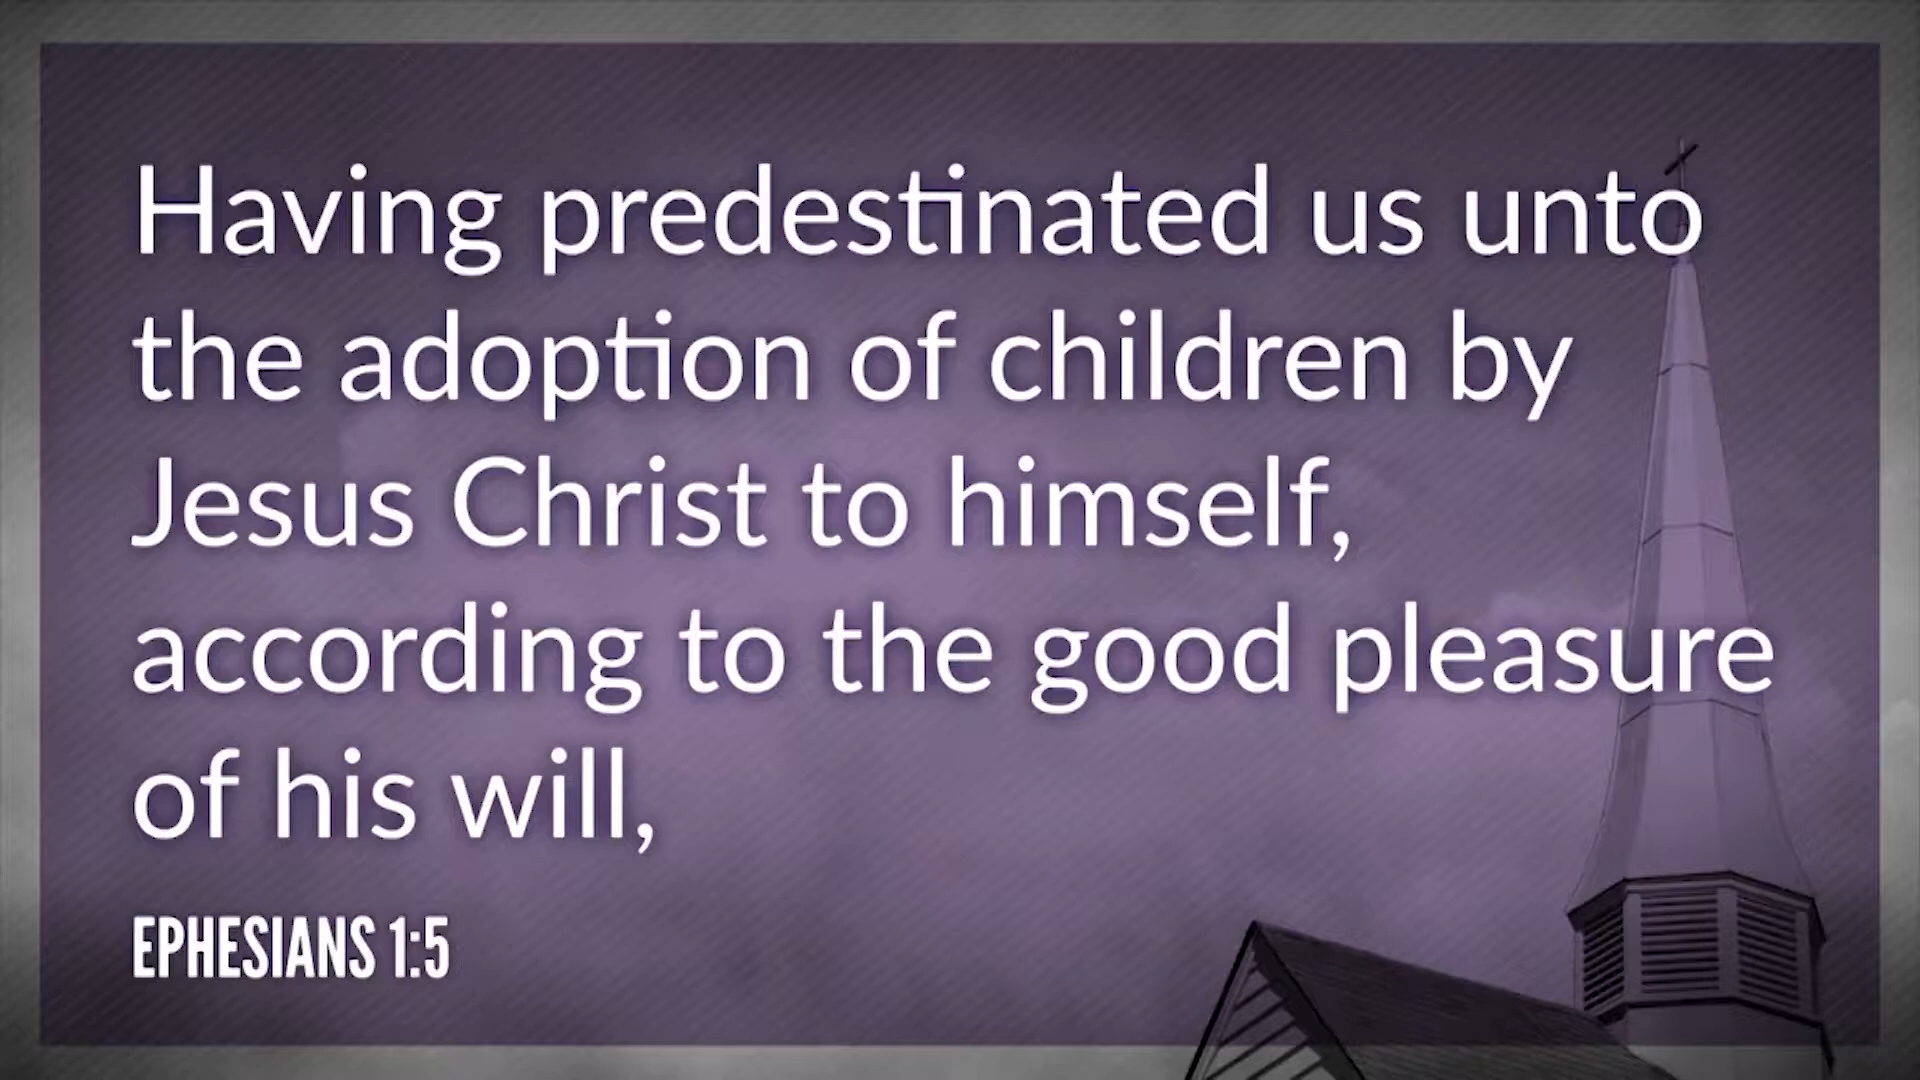 Having predestinated us unto
the adoption of children by
Jesus Christ to himself,
according to the good pleasure
of his will,
EPHESIANS 1:5